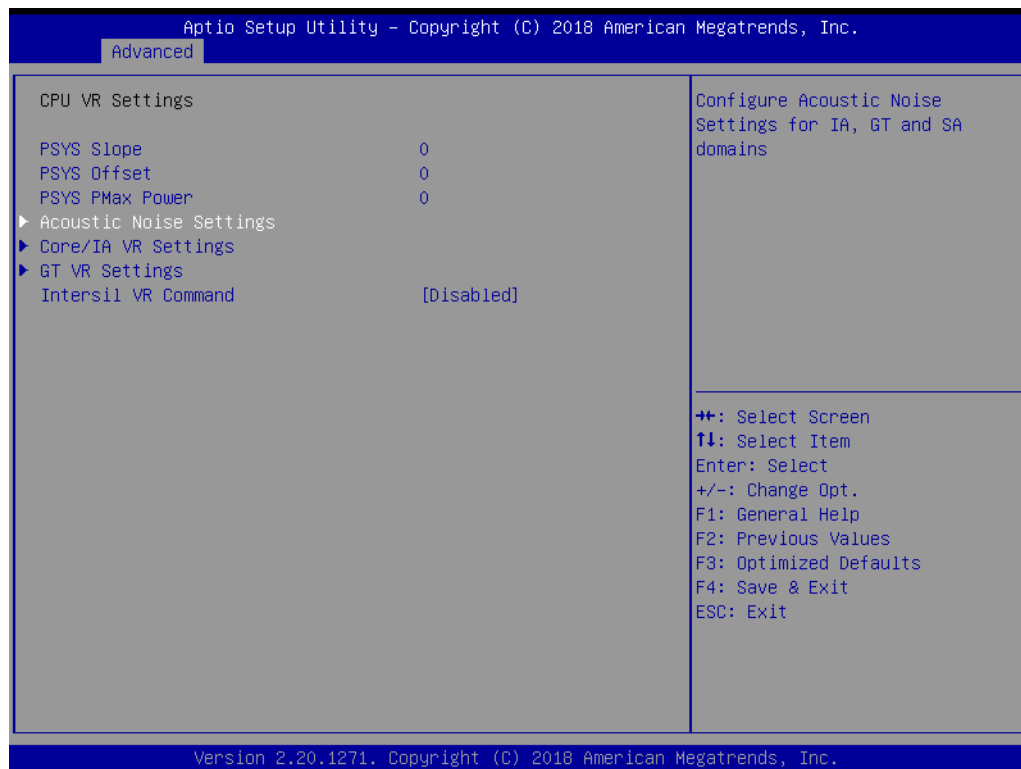 Aptio Setup Utility – Copyright (C) 2018 American Megatrends, Inc.
Advanced
CPU VR Settings
PSYS Slope 0
PSYS Offset 0
PSYS PMax Power 0
Acoustic Noise Settings
Core/IA VR Settings
GT VR Settings
Intersil VR Command [Disabled]
Configure Acoustic Noise
Settings for IA, GT and SA
domains
→←: Select Screen
↑↓: Select Item
Enter: Select
+/-: Change Opt.
F1: General Help
F2: Previous Values
F3: Optimized Defaults
F4: Save & Exit
ESC: Exit
Version 2.20.1271. Copyright (C) 2018 American Megatrends, Inc.